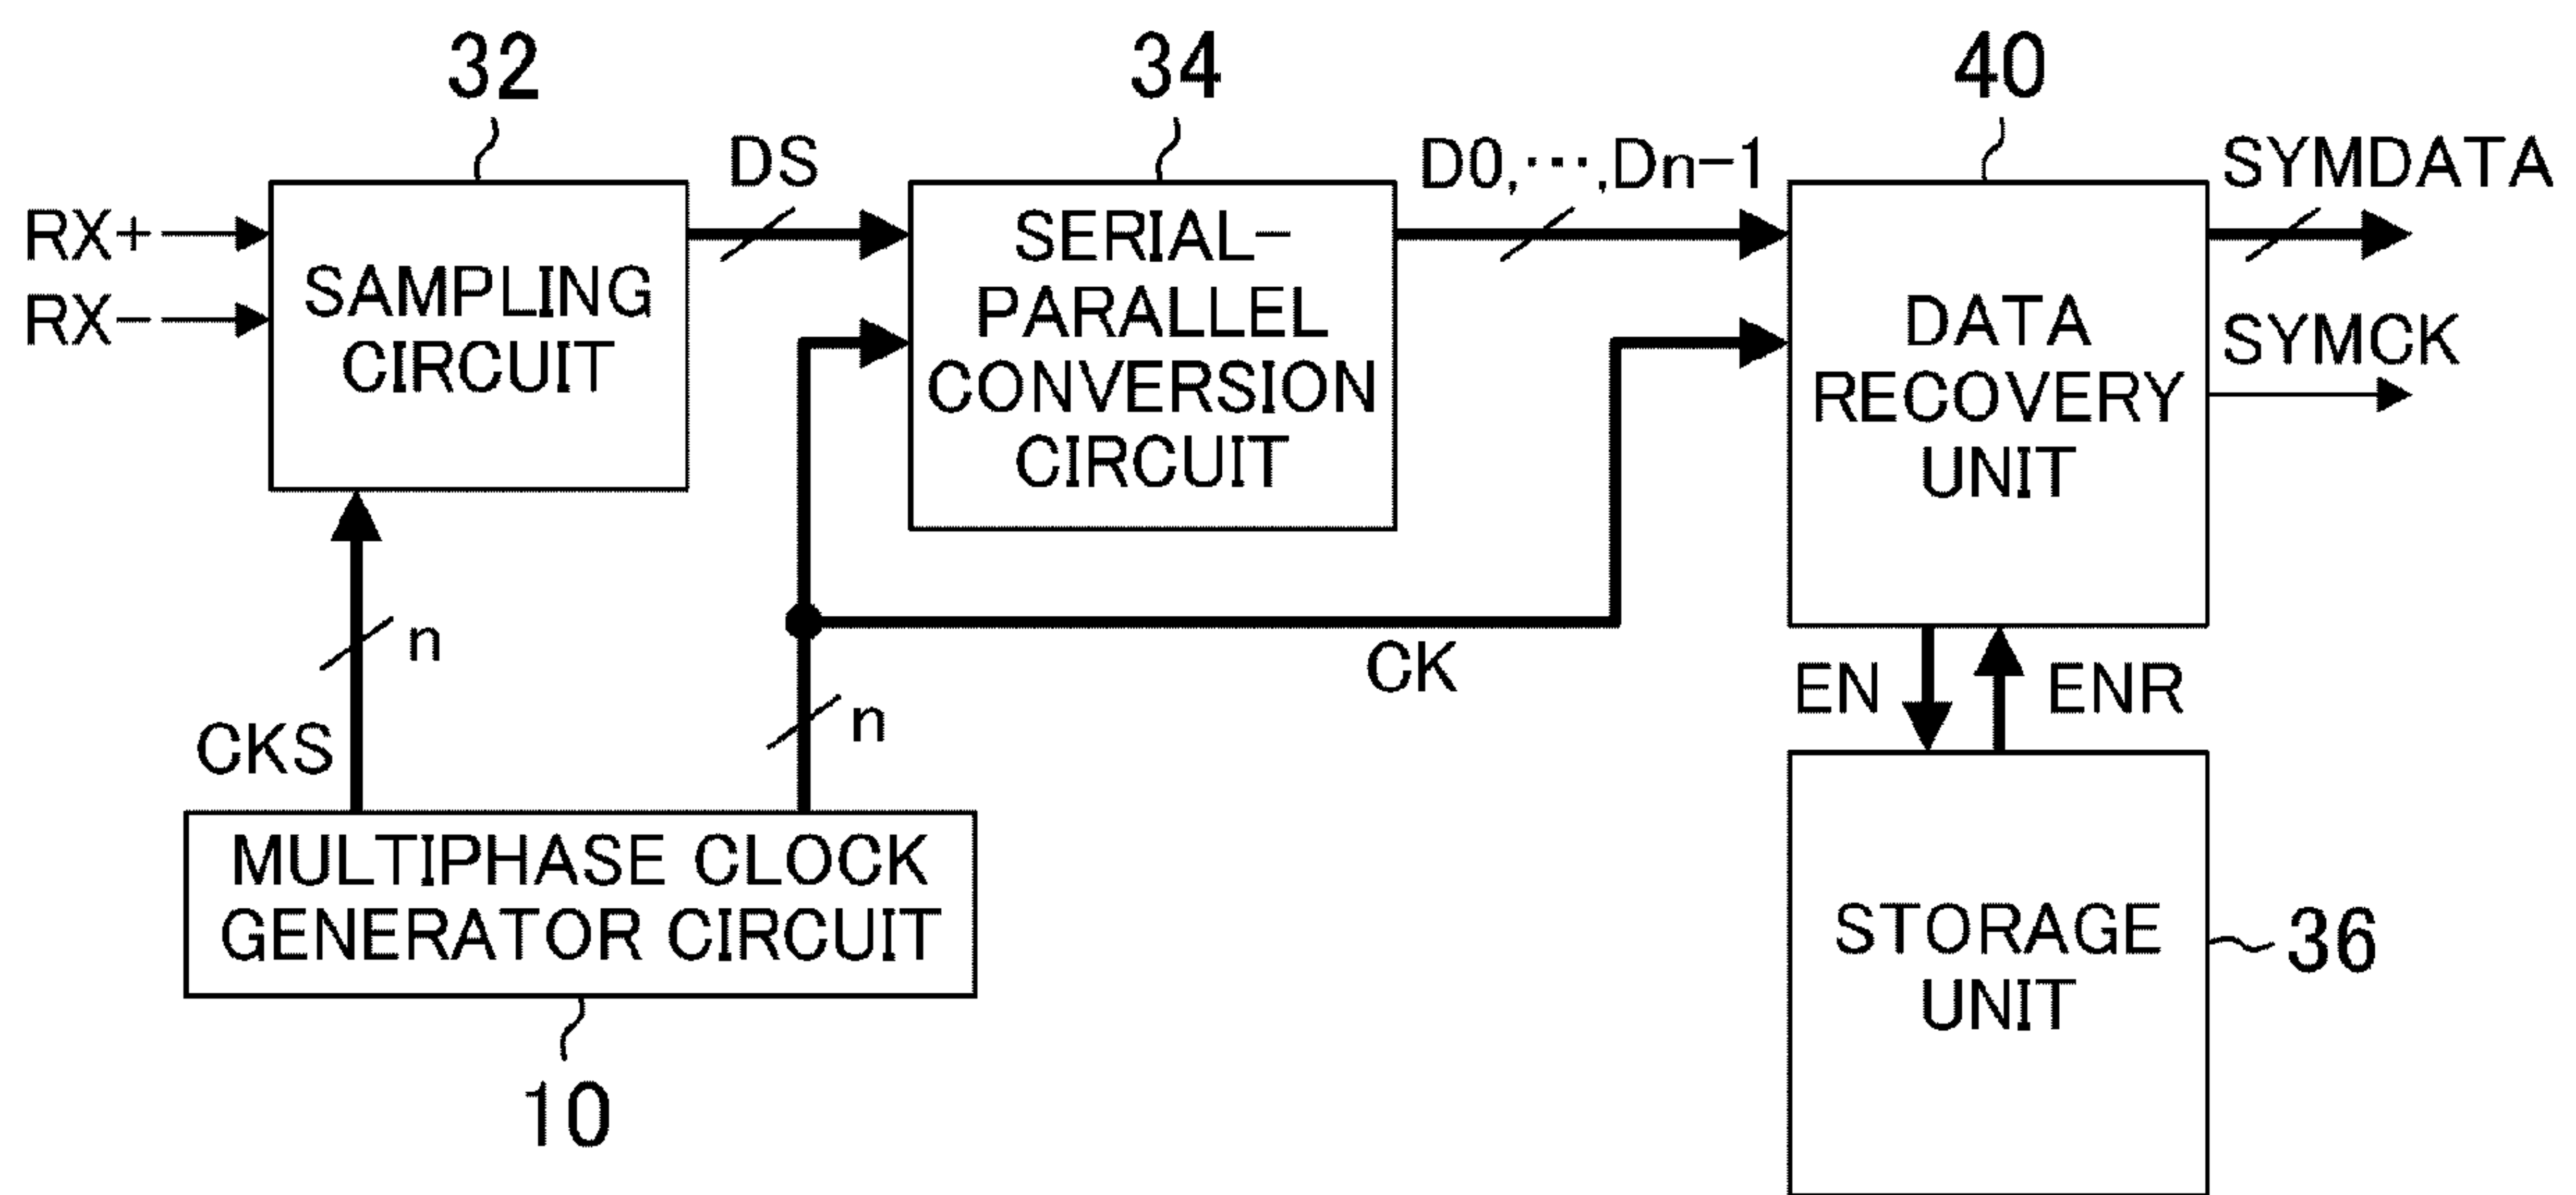 32
34
40
DS
D0,⋯,Dn-1
SYMDATA
RX+
RX-
SAMPLING
CIRCUIT
SERIAL-
PARALLEL
CONVERSION
CIRCUIT
DATA
RECOVERY
UNIT
SYMCK
n
CK
EN
ENR
CKS
n
MULTIPHASE CLOCK
GENERATOR CIRCUIT
STORAGE
UNIT
36
10